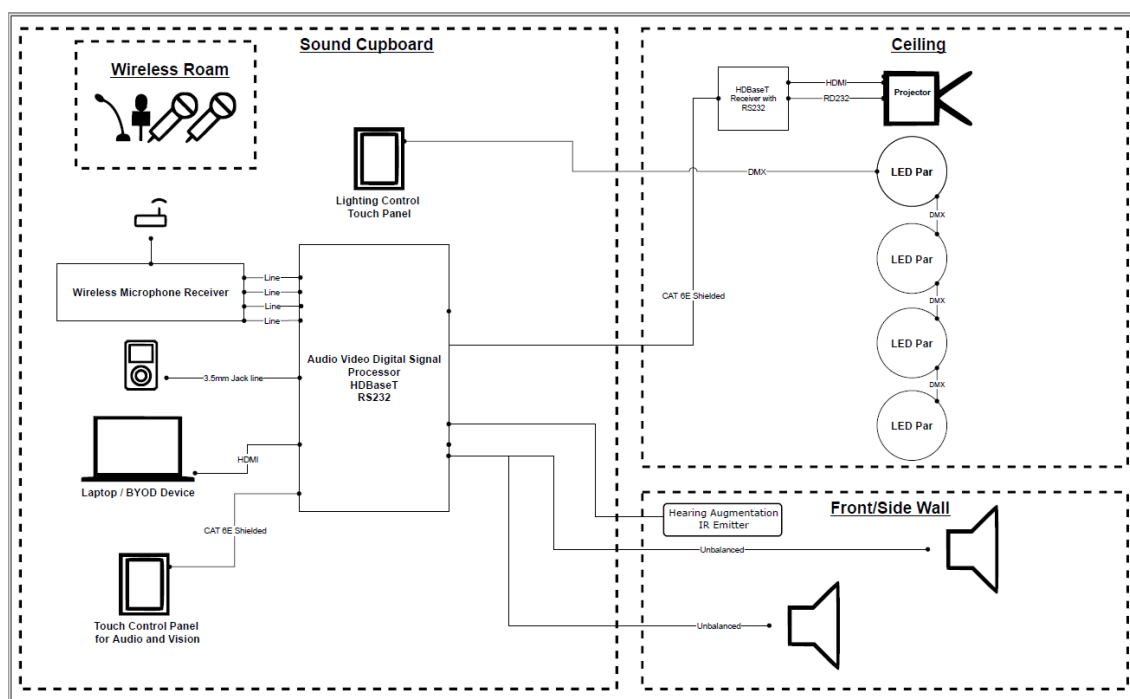 Sound Cupboard
Wireless Roam
Lighting Control
Touch Panel
Wireless Microphone Receiver
Line
Line
Line
Line
Audio Video Digital Signal
Processor
HDBaseT
RS232
3.5mm Jack line
HDMI
Laptop / BYOD Device
CAT 6E Shielded
Touch Control Panel
for Audio and Vision
Ceiling
HDBaseT
Receiver with
RS232
HDMI
RD232
Projector
CAT 6E Shielded
DMX
LED Par
DMX
LED Par
DMX
LED Par
DMX
LED Par
Front/Side Wall
Hearing Augmentation
IR Emitter
Unbalanced
Unbalanced